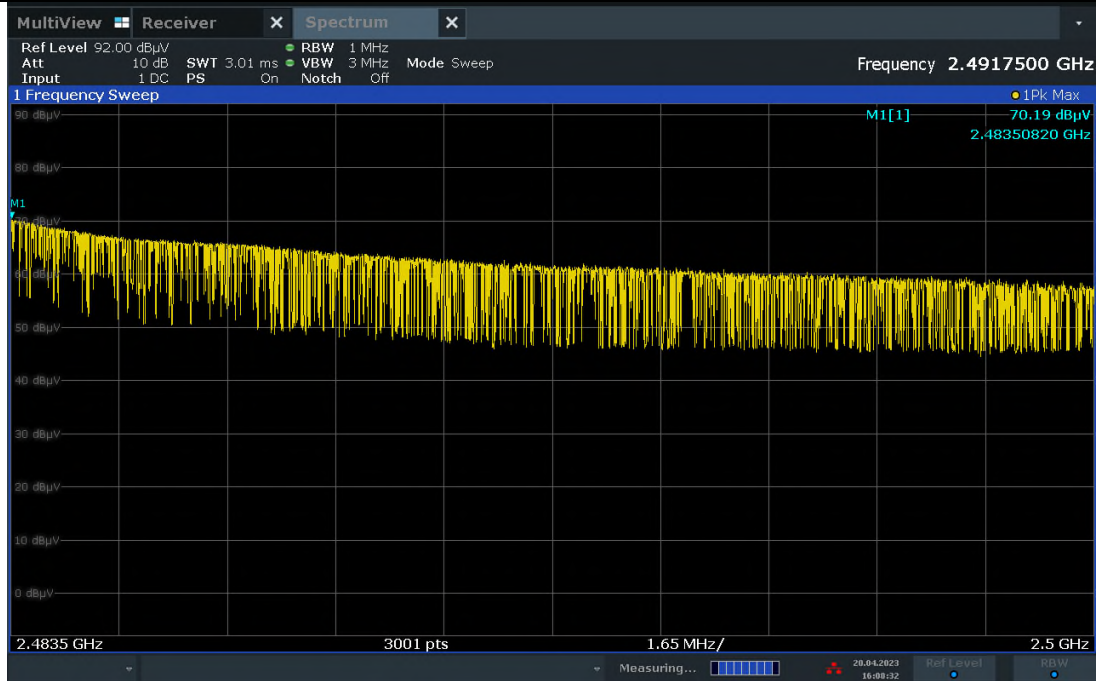 MultiView Receiver X Spectrum X
Ref Level 92.00 dBµV RBW 1 MHz
Att 10 dB SWT 3.01 ms VBW 3 MHz Mode Sweep Frequency 2.4917500 GHz
Input 1 DC PS On Notch Off
1 Frequency Sweep 1Pk Max
90 dBµV M1[1] 70.19 dBµV
2.48350820 GHz
80 dBµV
M1
70 dBµV
60 dBµV
50 dBµV
40 dBµV
30 dBµV
20 dBµV
10 dBµV
0 dBµV
2.4835 GHz 3001 pts 1.65 MHz/ 2.5 GHz
Measuring... 20.04.2023 Ref Level RBW
16:08:32